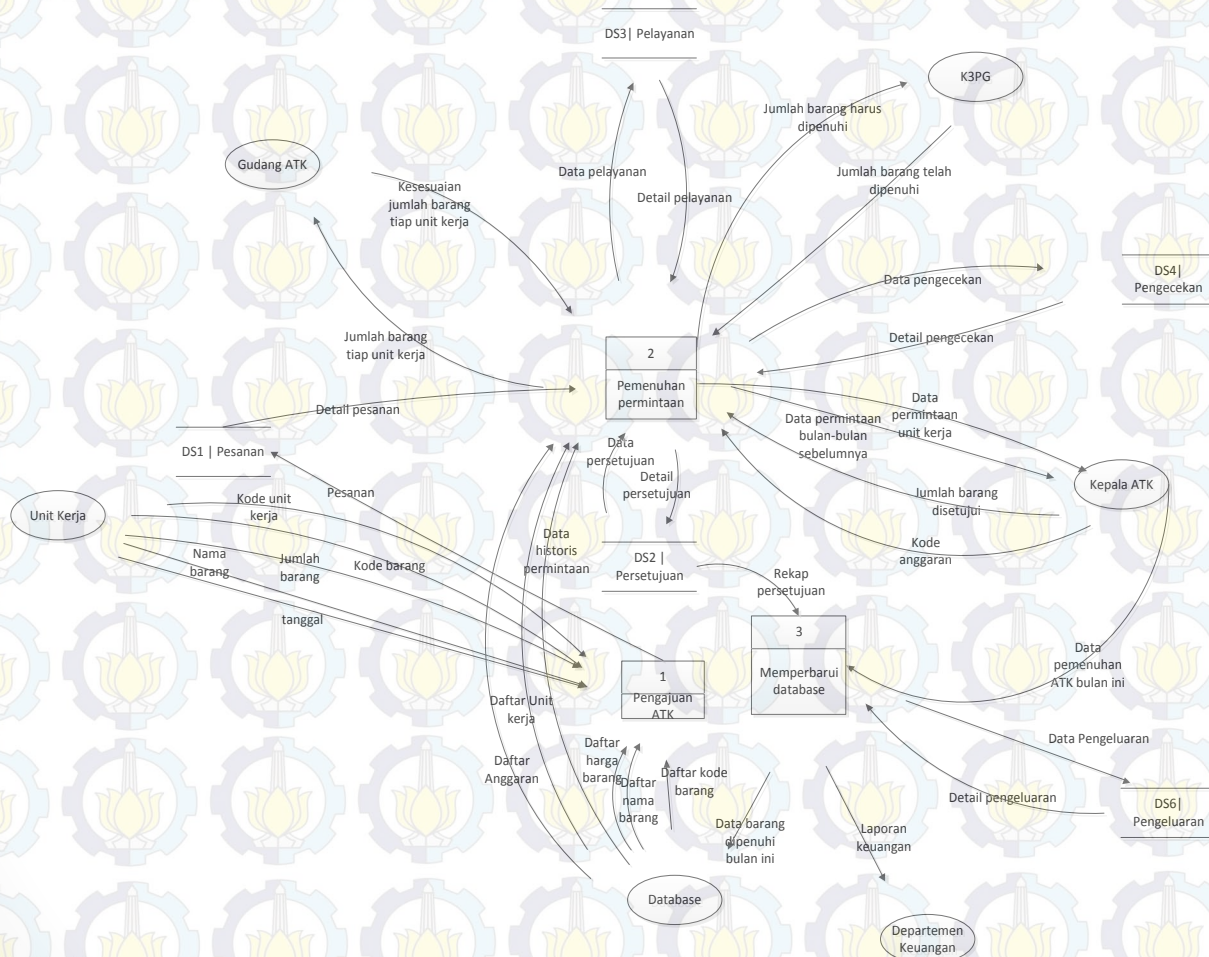 DS3| Pelayanan
K3PG
Jumlah barang harus
dipenuhi
Gudang ATK
Kesesuaian
jumlah barang
tiap unit kerja
Data pelayanan
Detail pelayanan
Jumlah barang telah
dipenuhi
DS4|
Pengecekan
Data pengecekan
Detail pengecekan
Jumlah barang
tiap unit kerja
2
Pemenuhan
permintaan
Detail pesanan
Data
permintaan
unit kerja
Data permintaan
bulan-bulan
sebelumnya
DS1 | Pesanan
Data
persetujuan
Detail
persetujuan
Kepala ATK
Unit Kerja
Kode unit
kerja
Pesanan
Jumlah barang
disetujui
Kode
anggaran
Nama
barang
Jumlah
barang
Kode barang
Data
historis
permintaan
DS2 |
Persetujuan
Rekap
persetujuan
tanggal
3
Memperbarui
database
1
Pengajuan
ATK
Data
pemenuhan
ATK bulan ini
Daftar Unit
kerja
Daftar
Anggaran
Daftar
harga
barang
Daftar
nama
barang
Daftar kode
barang
Data barang
dipenuhi
bulan ini
Data Pengeluaran
Detail pengeluaran
DS6|
Pengeluaran
Laporan
keuangan
Database
Departemen
Keuangan